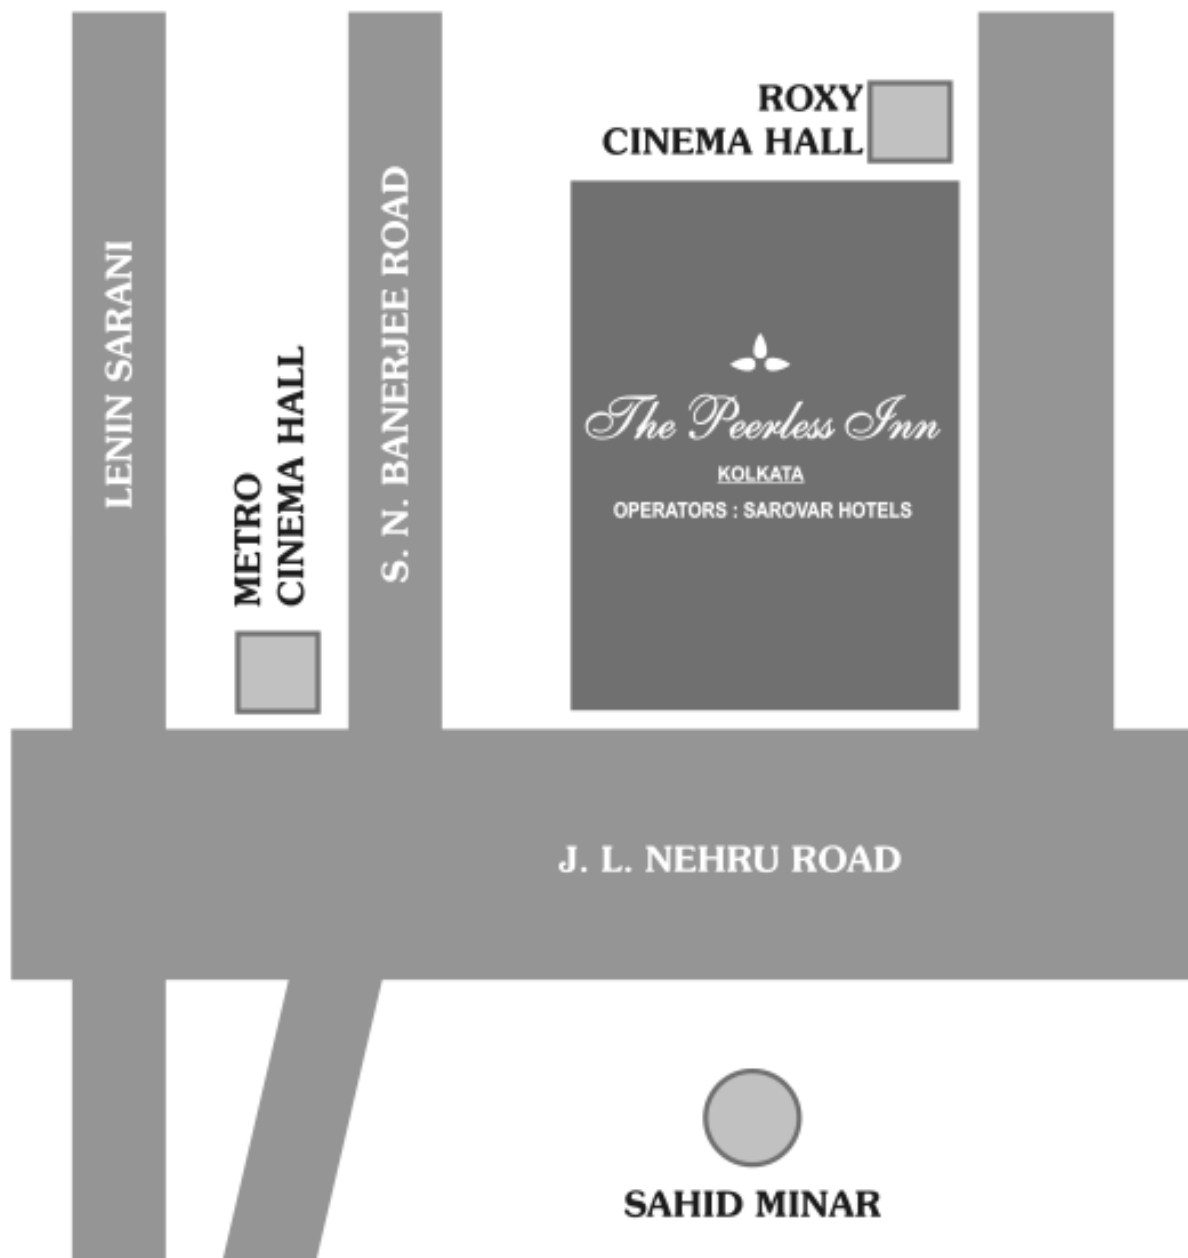 ROXY
CINEMA HALL
LENIN SARANI
METRO
CINEMA HALL
S. N. BANERJEE ROAD
The Peerless Inn
KOLKATA
OPERATORS : SAROVAR HOTELS
J. L. NEHRU ROAD
SAHID MINAR